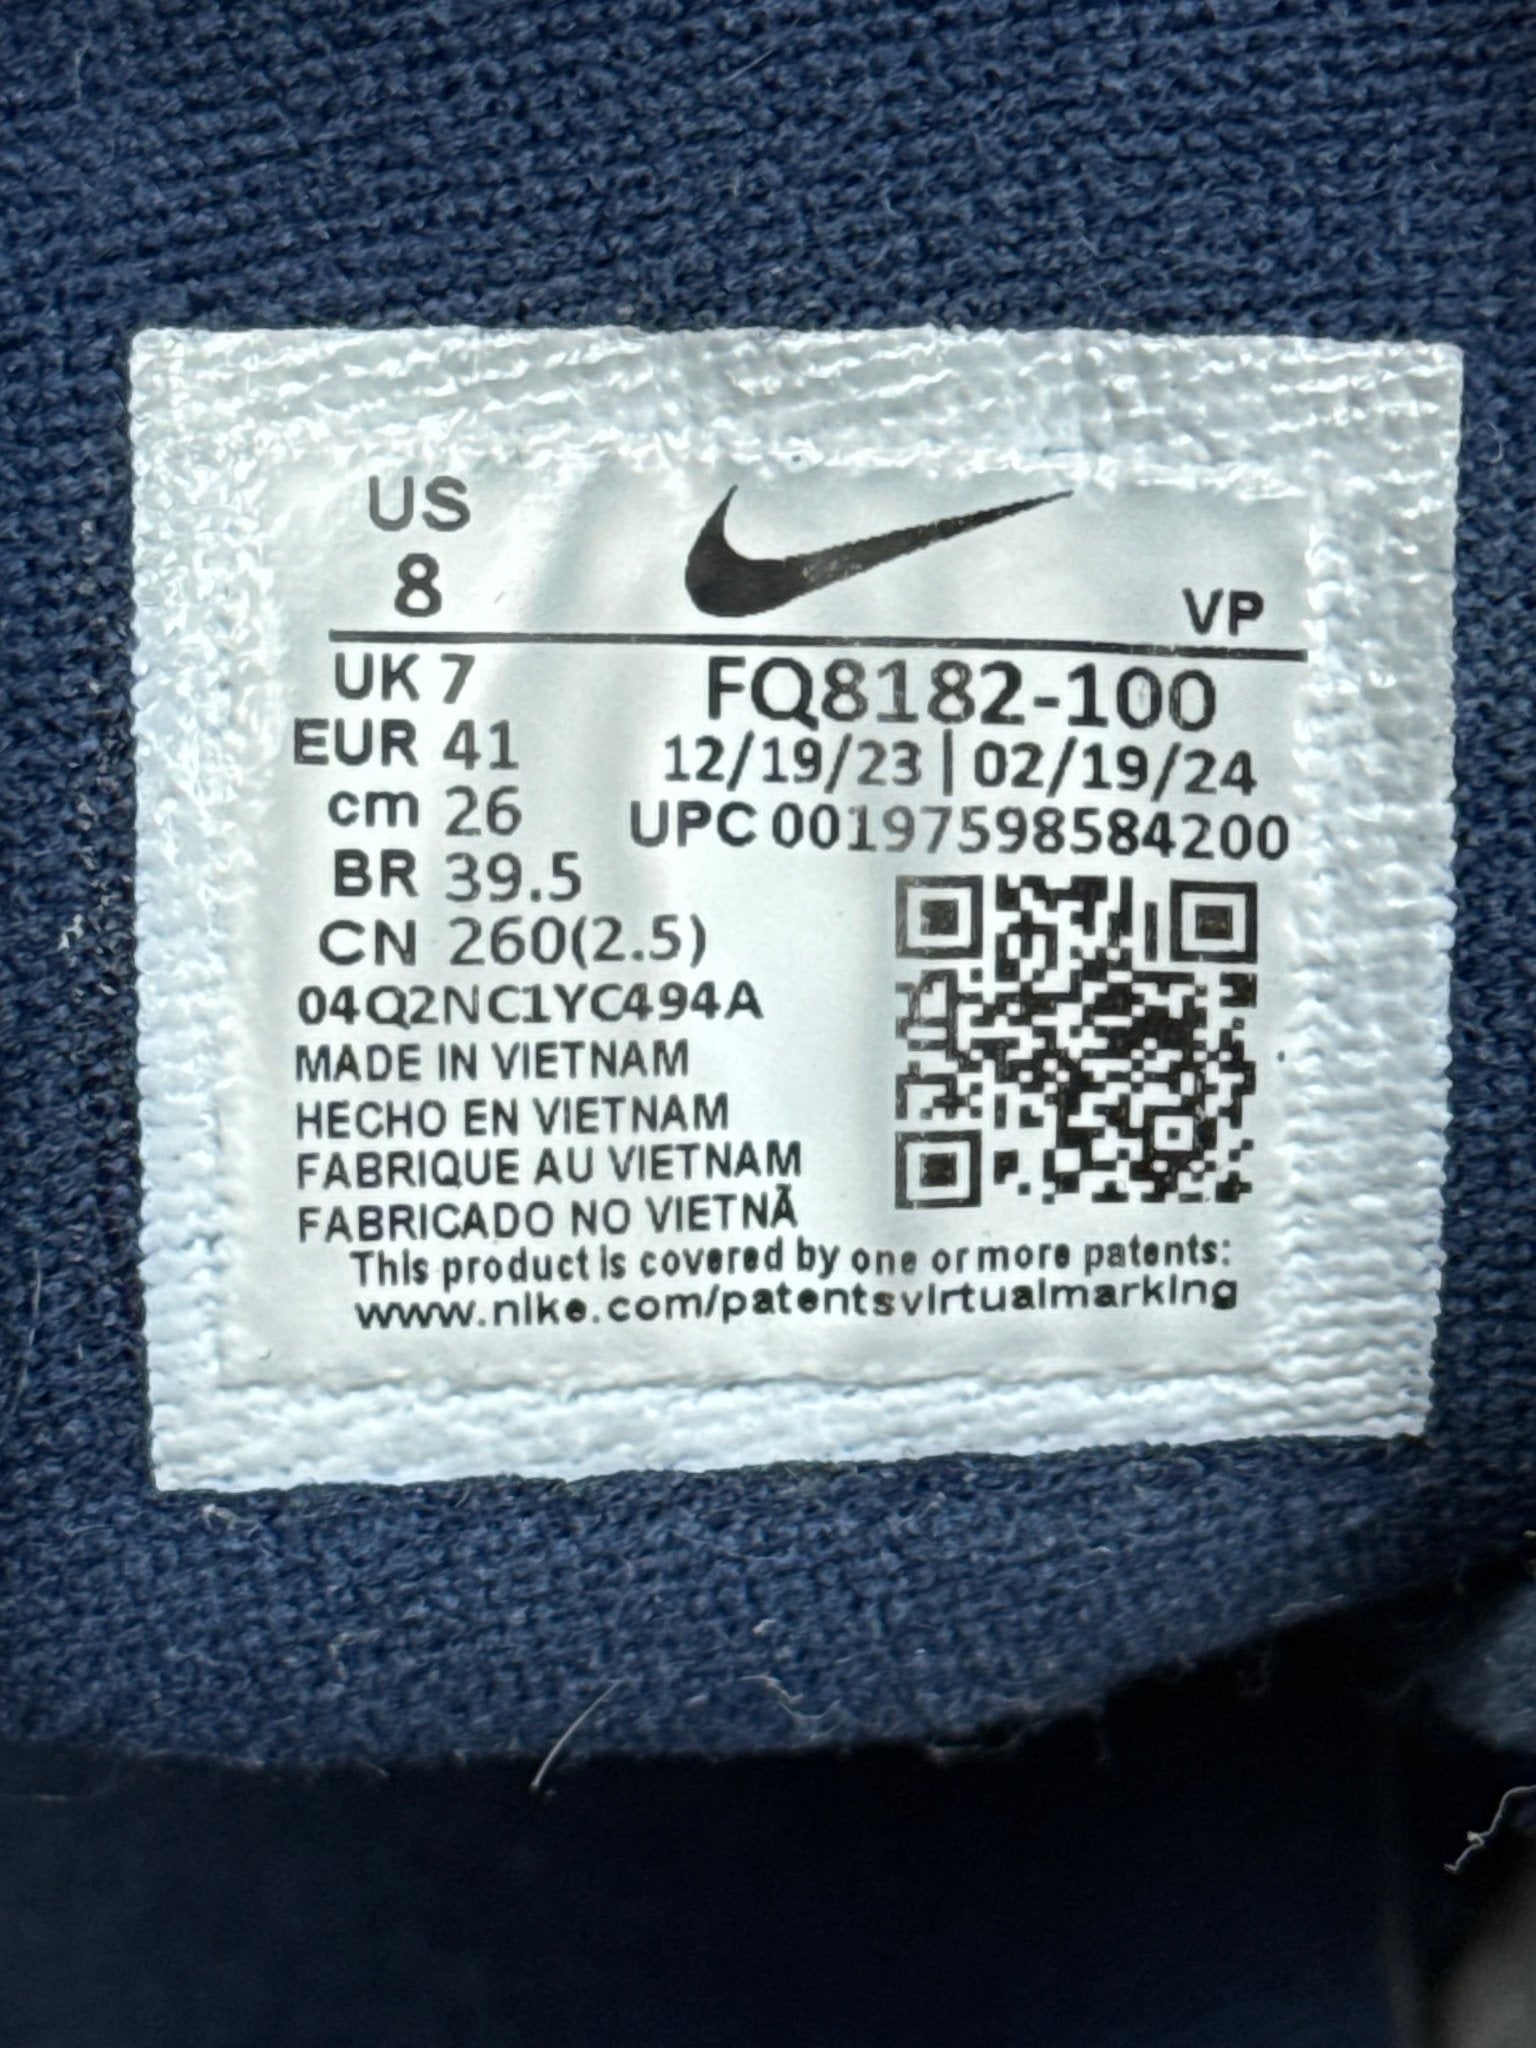 US
8
VP
UK 7
EUR 41
cm 26
BR 39.5
CN 260(2.5)
FQ8182-100
12/19/23 | 02/19/24
UPC 00197598584200
04Q2NC1YC494A
MADE IN VIETNAM
HECHO EN VIETNAM
FABRIQUE AU VIETNAM
FABRICADO NO VIETNÃ
This product is covered by one or more patents:
www.nike.com/patentsvirtualmarking